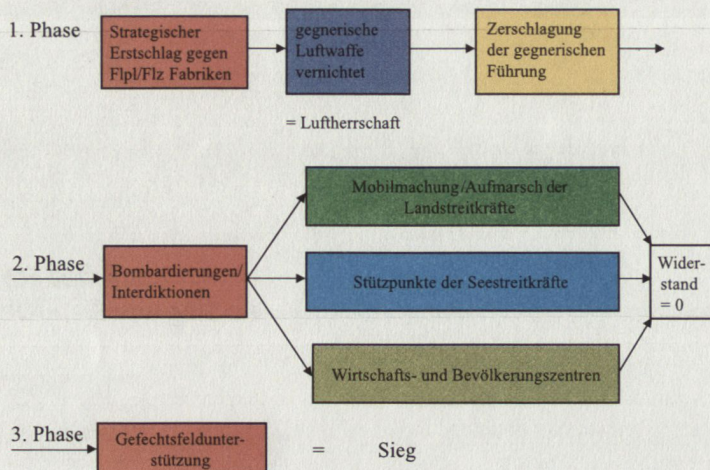 1. Phase
Strategischer
Erstschlag gegen
Flpl/Flz Fabriken
gegnerische
Luftwaffe
vernichtet
Zerschlagung
der gegnerischen
Führung
= Luftherrschaft
2. Phase
Bombardierungen/
Interdiktionen
Mobilmachung/Aufmarsch der
Landstreitkräfte
Stützpunkte der Seestreitkräfte
Wirtschafts- und Bevölkerungszentren
Wider-
stand
= 0
3. Phase
Gefechtsfeldunter-
stützung
= Sieg